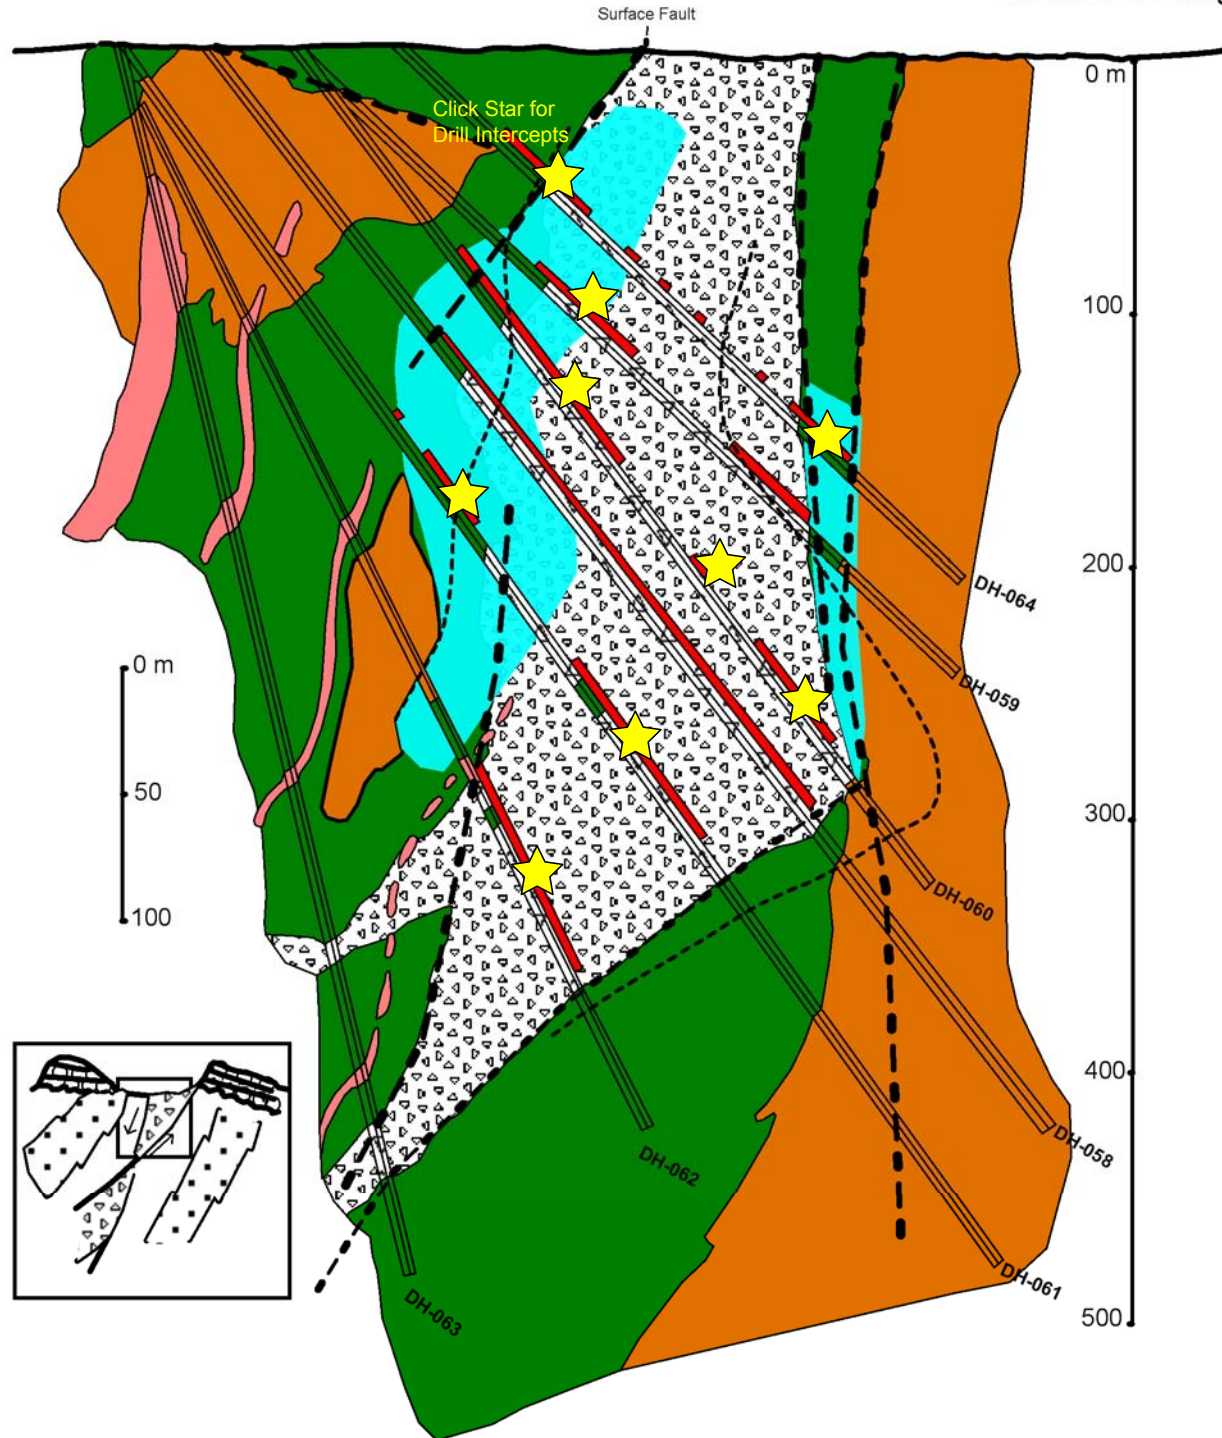 Surface Fault
0 m
Click Star for
Drill Intercepts
100
200
DH-064
0 m
DH-059
50
300
DH-060
100
400
DH-058
DH-062
DH-061
DH-063
500